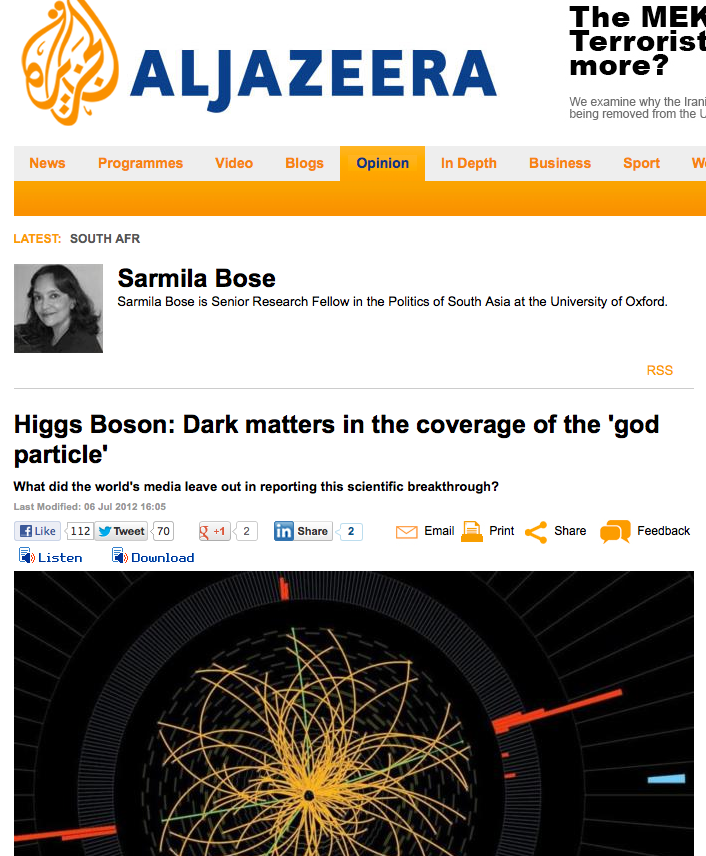 The MEK
Terrorist
more?
ALJAZEERA
We examine why the Irani
being removed from the U
News Programmes Video Blogs Opinion In Depth Business Sport
LATEST: SOUTH AFR
Sarmila Bose
Sarmila Bose is Senior Research Fellow in the Politics of South Asia at the University of Oxford.
RSS
Higgs Boson: Dark matters in the coverage of the 'god
particle'
What did the world's media leave out in reporting this scientific breakthrough?
Last Modified: 06 Jul 2012 16:05
Like 112 Tweet 70 +1 2 in Share 2 Email Print Share Feedback
Listen Download